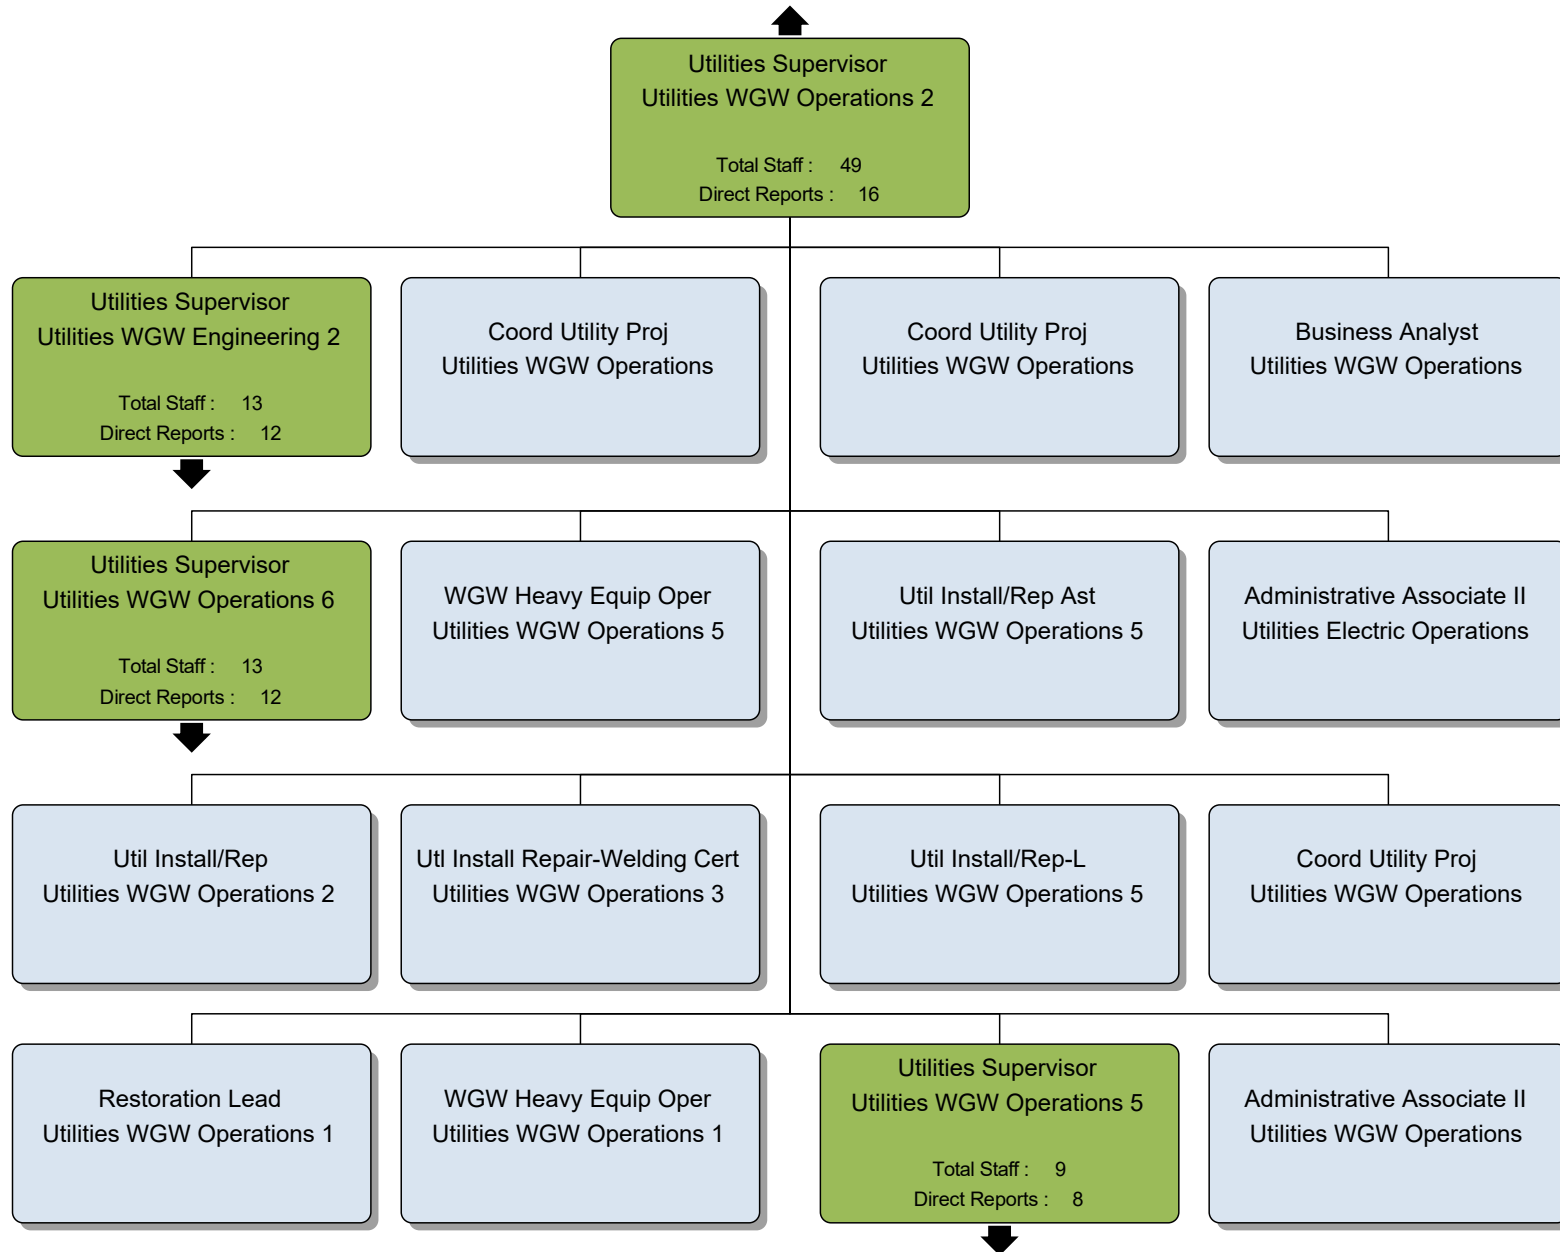 Utilities Supervisor
Utilities WGW Operations 2
Total Staff : 49
Direct Reports : 16
Utilities Supervisor
Utilities WGW Engineering 2
Total Staff : 13
Direct Reports : 12
Coord Utility Proj
Utilities WGW Operations
Coord Utility Proj
Utilities WGW Operations
Business Analyst
Utilities WGW Operations
Utilities Supervisor
Utilities WGW Operations 6
Total Staff : 13
Direct Reports : 12
WGW Heavy Equip Oper
Utilities WGW Operations 5
Util Install/Rep Ast
Utilities WGW Operations 5
Administrative Associate II
Utilities Electric Operations
Util Install/Rep
Utilities WGW Operations 2
Utl Install Repair-Welding Cert
Utilities WGW Operations 3
Util Install/Rep-L
Utilities WGW Operations 5
Coord Utility Proj
Utilities WGW Operations
Restoration Lead
Utilities WGW Operations 1
WGW Heavy Equip Oper
Utilities WGW Operations 1
Utilities Supervisor
Utilities WGW Operations 5
Total Staff : 9
Direct Reports : 8
Administrative Associate II
Utilities WGW Operations